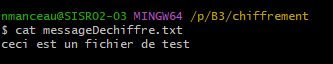 nmanceau@SISR02-03 MINGW64 /p/B3/chiffrement
$ cat messageDechiffre.txt
ceci est un fichier de test